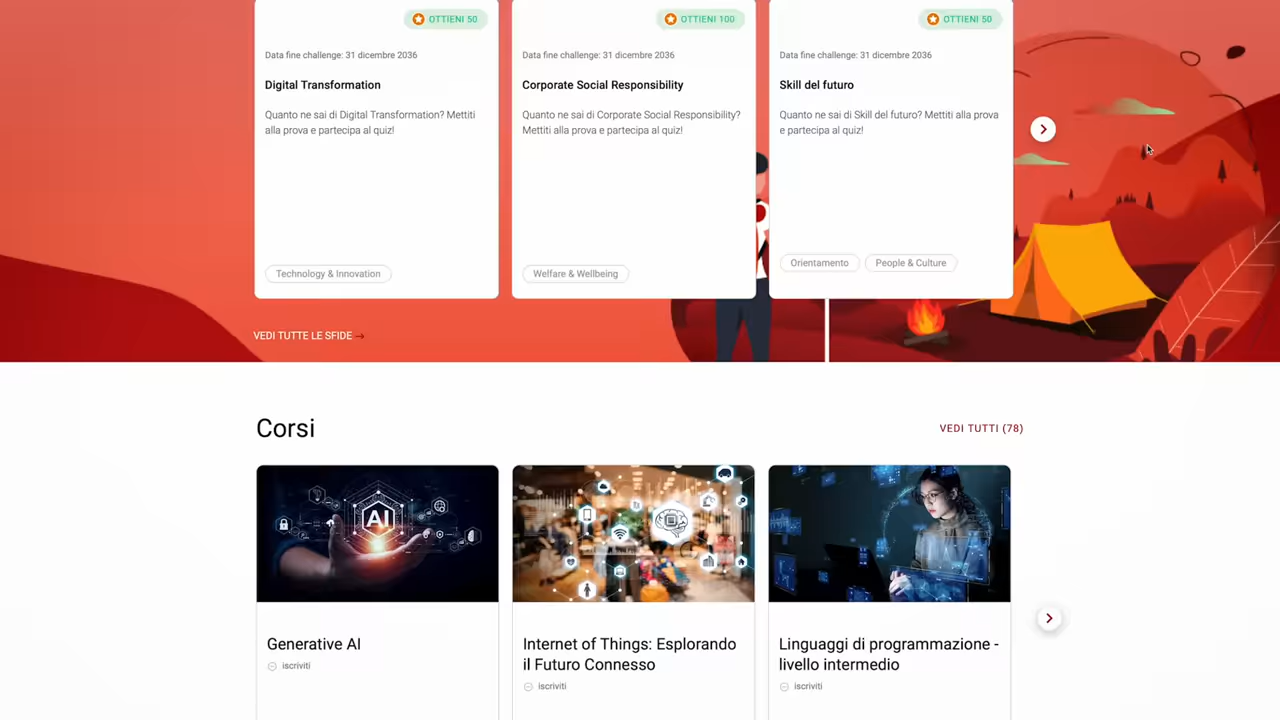 OTTIENI 50
OTTIENI 100
OTTIENI 50
Data fine challenge: 31 dicembre 2036
Data fine challenge: 31 dicembre 2036
Data fine challenge: 31 dicembre 2036
Digital Transformation
Corporate Social Responsibility
Skill del futuro
Quanto ne sai di Digital Transformation? Mettiti
alla prova e partecipa al quiz!
Quanto ne sai di Corporate Social Responsibility?
Mettiti alla prova e partecipa al quiz!
Quanto ne sai di Skill del futuro? Mettiti alla prova
e partecipa al quiz!
Technology & Innovation
Welfare & Wellbeing
Orientamento
People & Culture
VEDI TUTTE LE SFIDE →
Corsi
VEDI TUTTI (78)
AI
Generative AI
iscriviti
Internet of Things: Esplorando
il Futuro Connesso
iscriviti
Linguaggi di programmazione -
livello intermedio
iscriviti